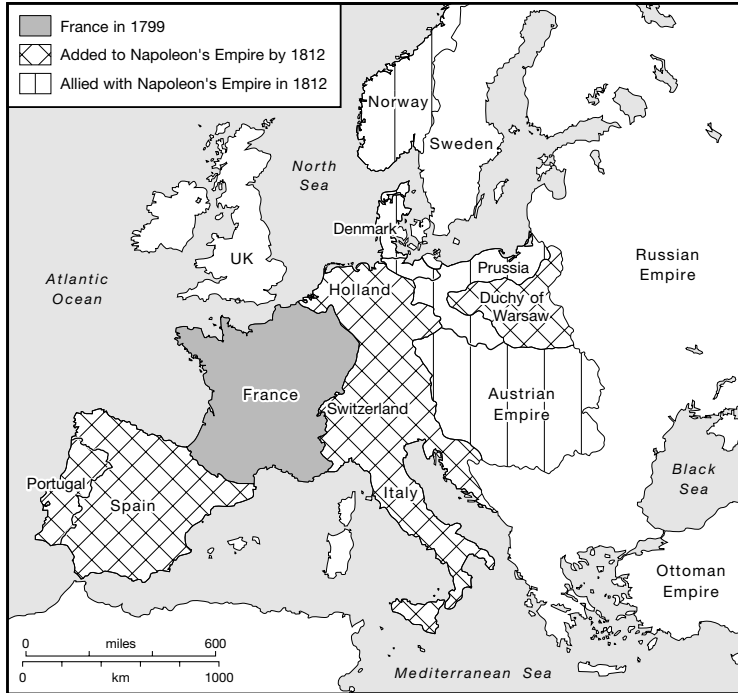 France in 1799
Added to Napoleon's Empire by 1812
Allied with Napoleon's Empire in 1812
Norway
Sweden
North
Sea
Denmark
UK
Prussia
Russian
Empire
Holland
Duchy of
Warsaw
Atlantic
Ocean
France
Switzerland
Austrian
Empire
Black
Sea
Portugal
Spain
Italy
Ottoman
Empire
0 miles 600
0 km 1000
Mediterranean Sea